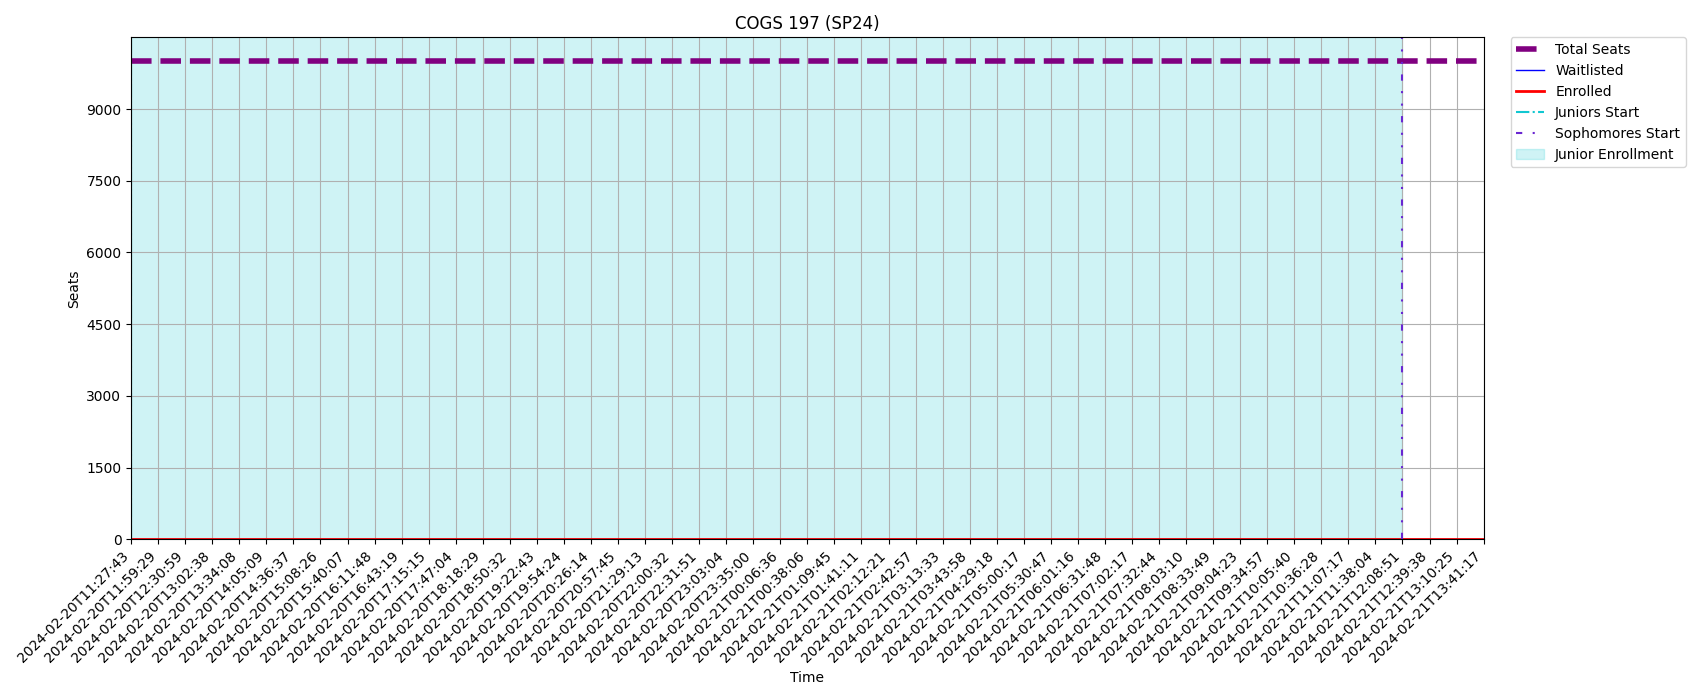 COGS 197 (SP24)
Total Seats
Waitlisted
Enrolled
Juniors Start
Sophomores Start
Junior Enrollment
Seats
9000
7500
6000
4500
3000
1500
0
2024-02-20T11:27:43
2024-02-20T11:59:29
2024-02-20T12:30:59
2024-02-20T13:02:38
2024-02-20T13:34:08
2024-02-20T14:05:09
2024-02-20T14:36:37
2024-02-20T15:08:26
2024-02-20T15:40:07
2024-02-20T16:11:48
2024-02-20T16:43:19
2024-02-20T17:15:15
2024-02-20T17:47:04
2024-02-20T18:18:29
2024-02-20T18:50:32
2024-02-20T19:22:43
2024-02-20T19:54:24
2024-02-20T20:26:14
2024-02-20T20:57:45
2024-02-20T21:29:13
2024-02-20T22:00:32
2024-02-20T22:31:51
2024-02-20T23:03:04
2024-02-20T23:35:00
2024-02-21T00:06:36
2024-02-21T00:38:06
2024-02-21T01:09:45
2024-02-21T01:41:11
2024-02-21T02:12:21
2024-02-21T02:42:57
2024-02-21T03:13:33
2024-02-21T03:43:58
2024-02-21T04:29:18
2024-02-21T05:00:17
2024-02-21T05:30:47
2024-02-21T06:01:16
2024-02-21T06:31:48
2024-02-21T07:02:17
2024-02-21T07:32:44
2024-02-21T08:03:10
2024-02-21T08:33:49
2024-02-21T09:04:23
2024-02-21T09:34:57
2024-02-21T10:05:40
2024-02-21T10:36:28
2024-02-21T11:07:17
2024-02-21T11:38:04
2024-02-21T12:08:51
2024-02-21T12:39:38
2024-02-21T13:10:25
2024-02-21T13:41:17
Time